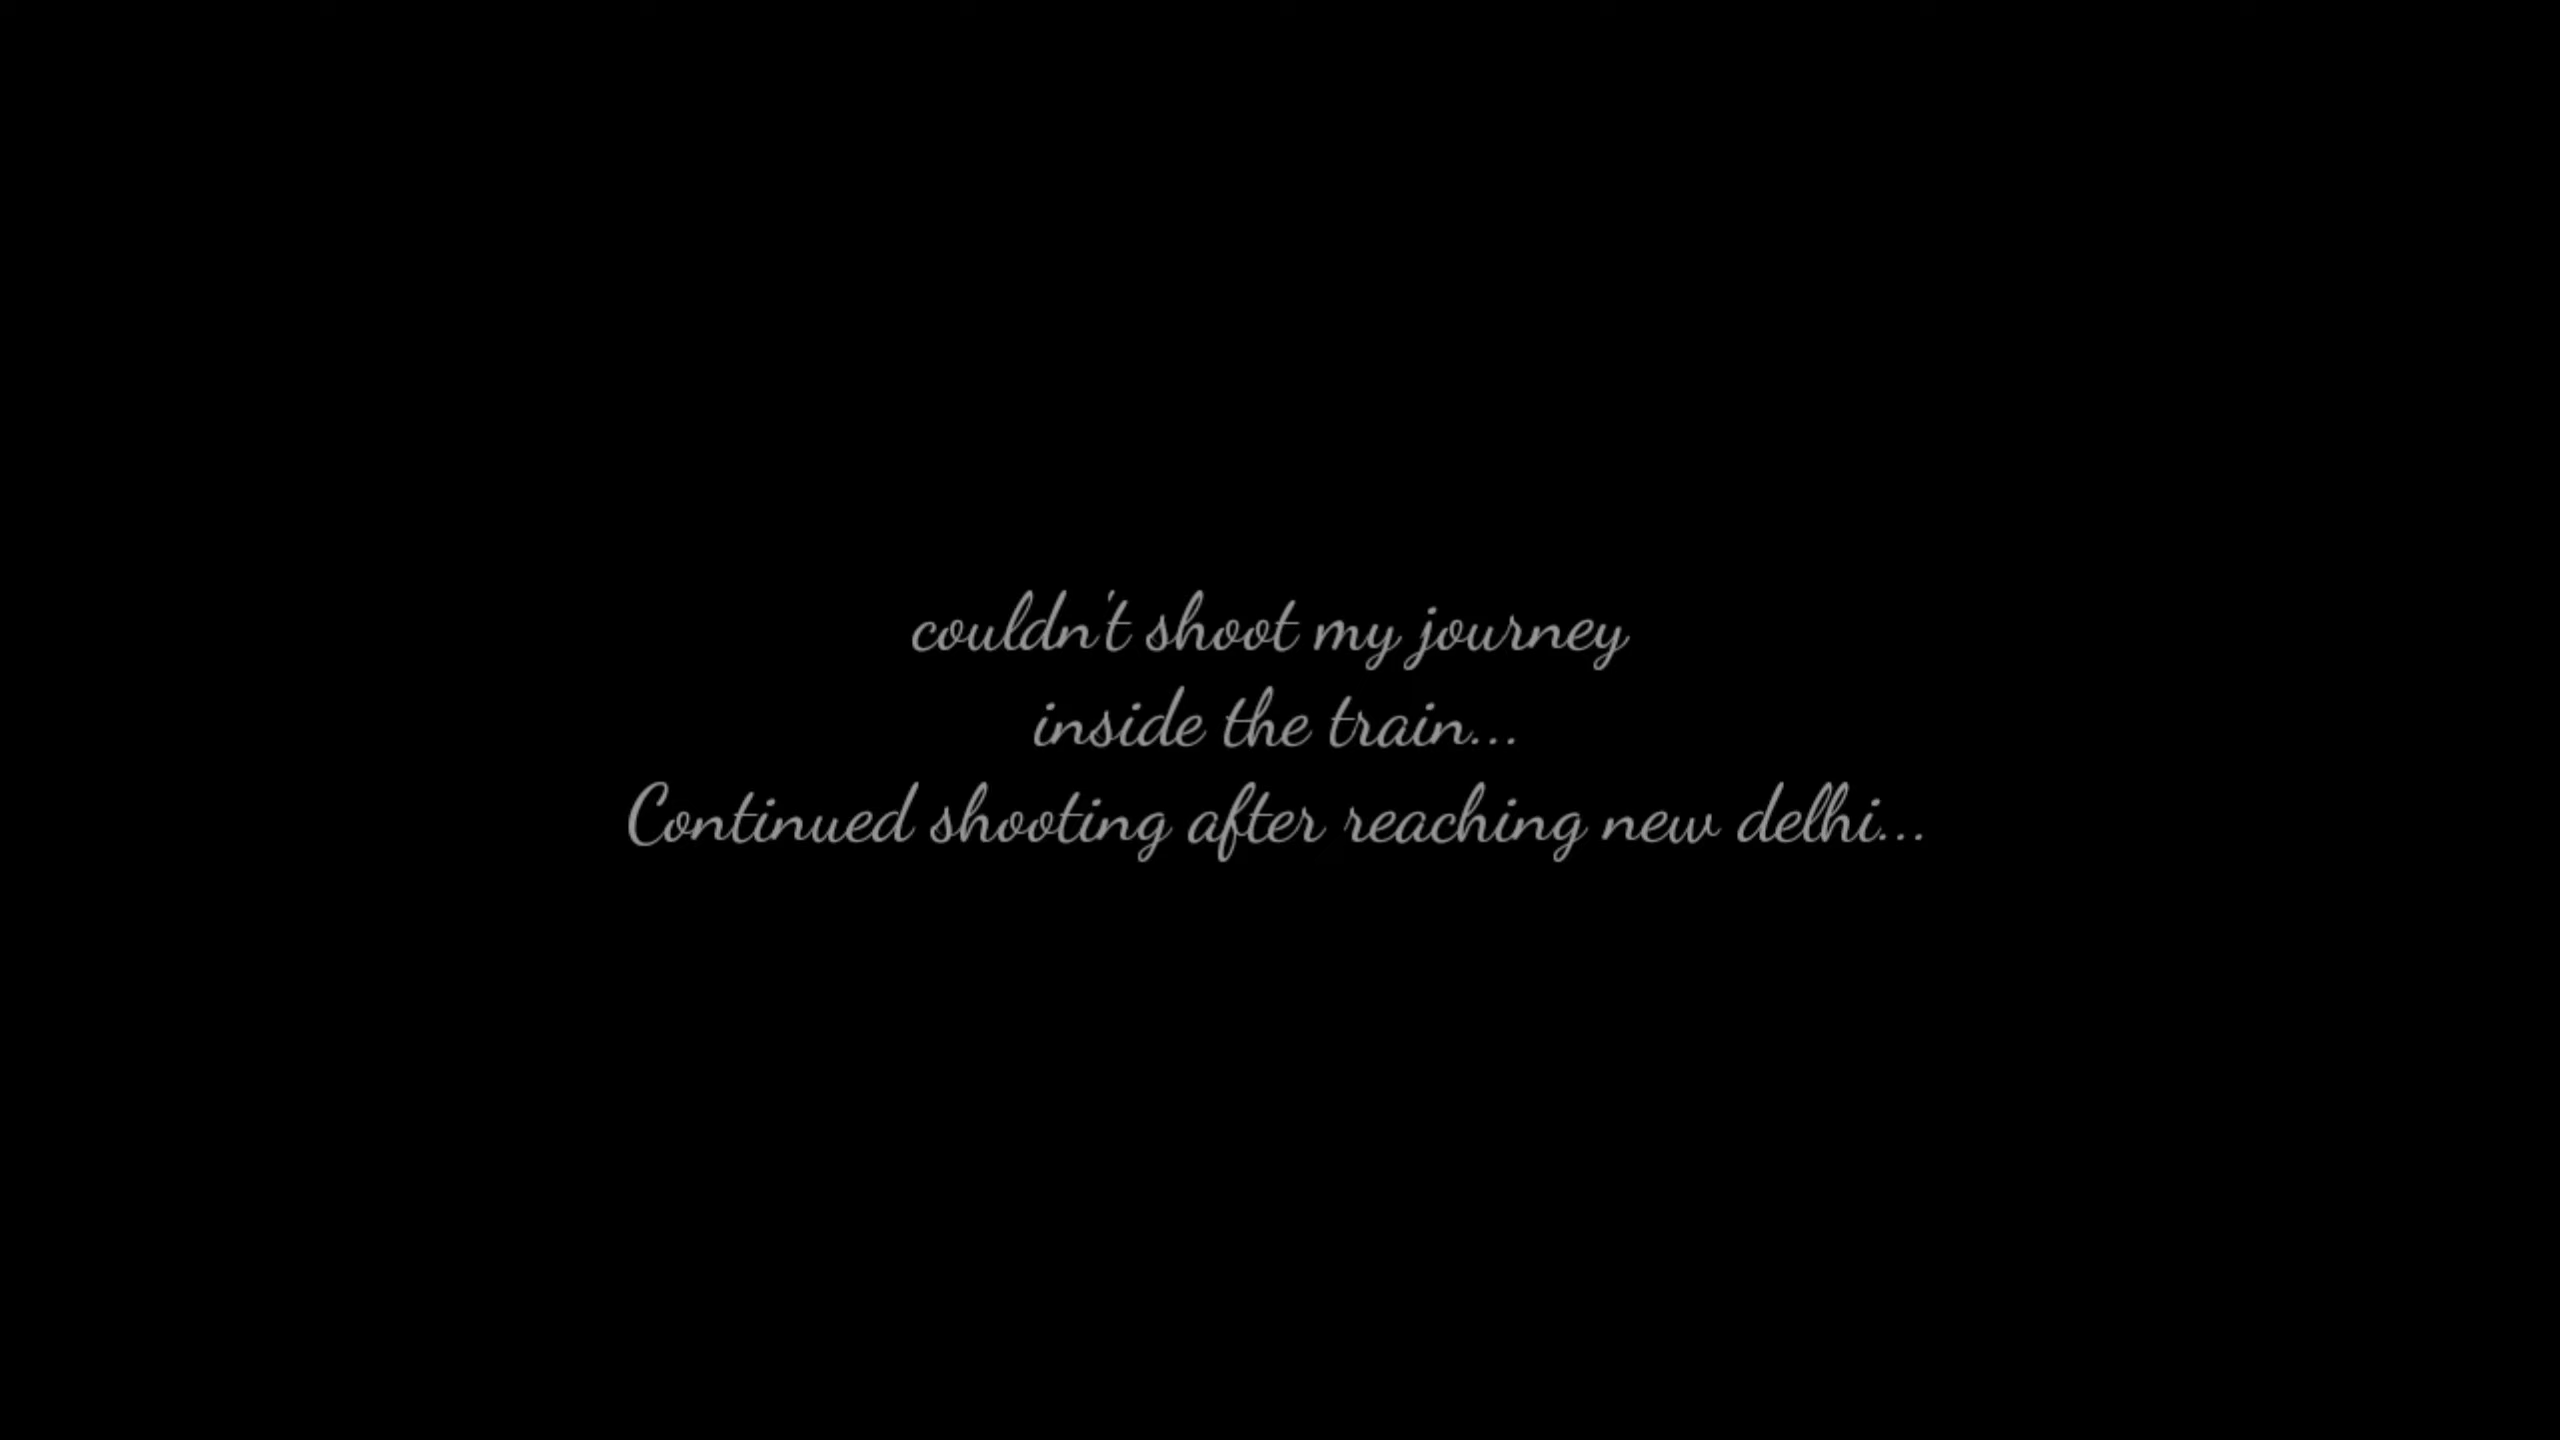 couldn't shoot my journey
inside the train...
Continued shooting after reaching new delhi...